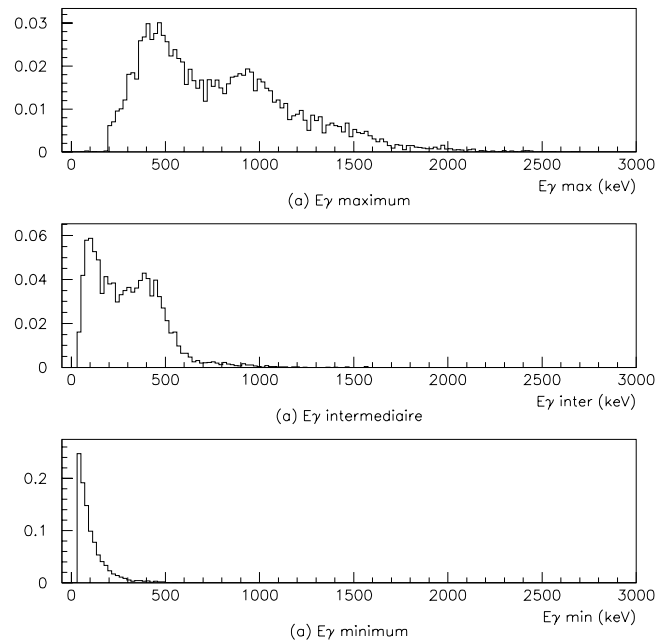 0.03
0.02
0.01
0
0 500 1000 1500 2000 2500 3000
Eγ max (keV)
(a) Eγ maximum
0.06
0.04
0.02
0
0 500 1000 1500 2000 2500 3000
Eγ inter (keV)
(a) Eγ intermediaire
0.2
0.1
0
0 500 1000 1500 2000 2500 3000
Eγ min (keV)
(a) Eγ minimum